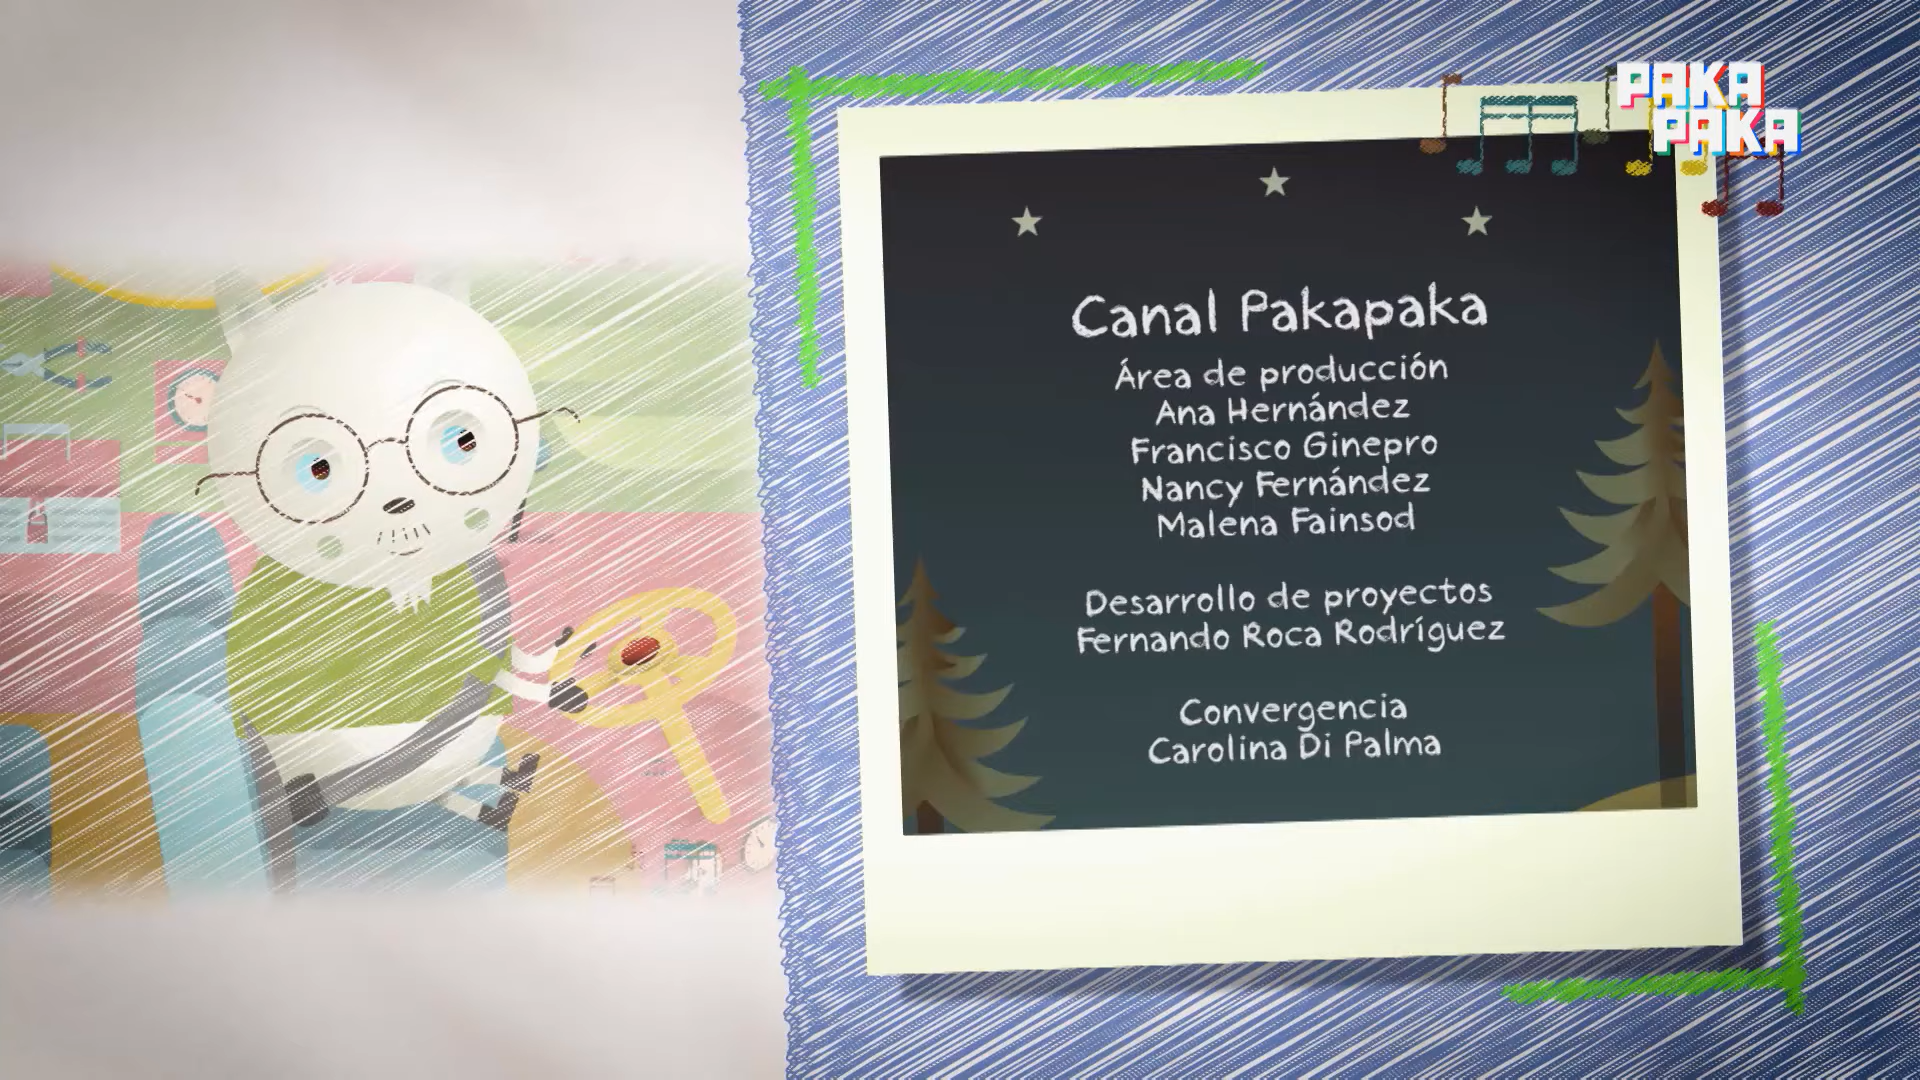 PAKA
PAKA
Canal Pakapaka
Área de producción
Ana Hernández
Francisco Ginepro
Nancy Fernández
Malena Fainsod
Desarrollo de proyectos
Fernando Roca Rodríguez
Convergencia
Carolina Di Palma